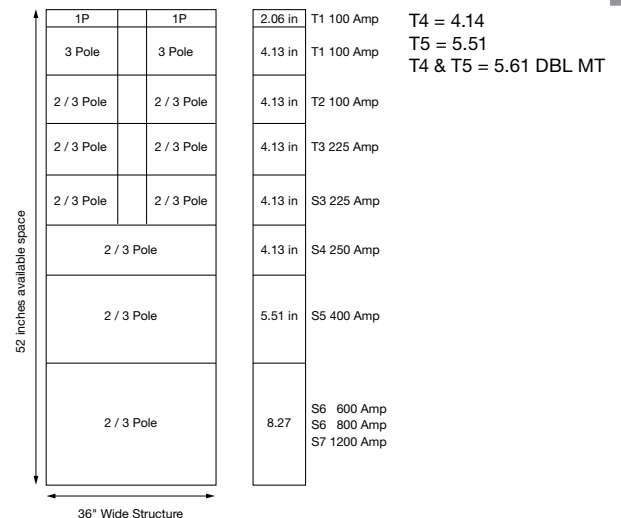 1P 1P 2.06 in T1 100 Amp
T4 = 4.14
T5 = 5.51
T4 & T5 = 5.61 DBL MT
3 Pole 3 Pole 4.13 in T1 100 Amp
2 / 3 Pole 2 / 3 Pole 4.13 in T2 100 Amp
2 / 3 Pole 2 / 3 Pole 4.13 in T3 225 Amp
2 / 3 Pole 2 / 3 Pole 4.13 in S3 225 Amp
2 / 3 Pole 4.13 in S4 250 Amp
2 / 3 Pole 5.51 in S5 400 Amp
2 / 3 Pole 8.27
S6 600 Amp
S6 800 Amp
S7 1200 Amp
52 inches available space
36" Wide Structure